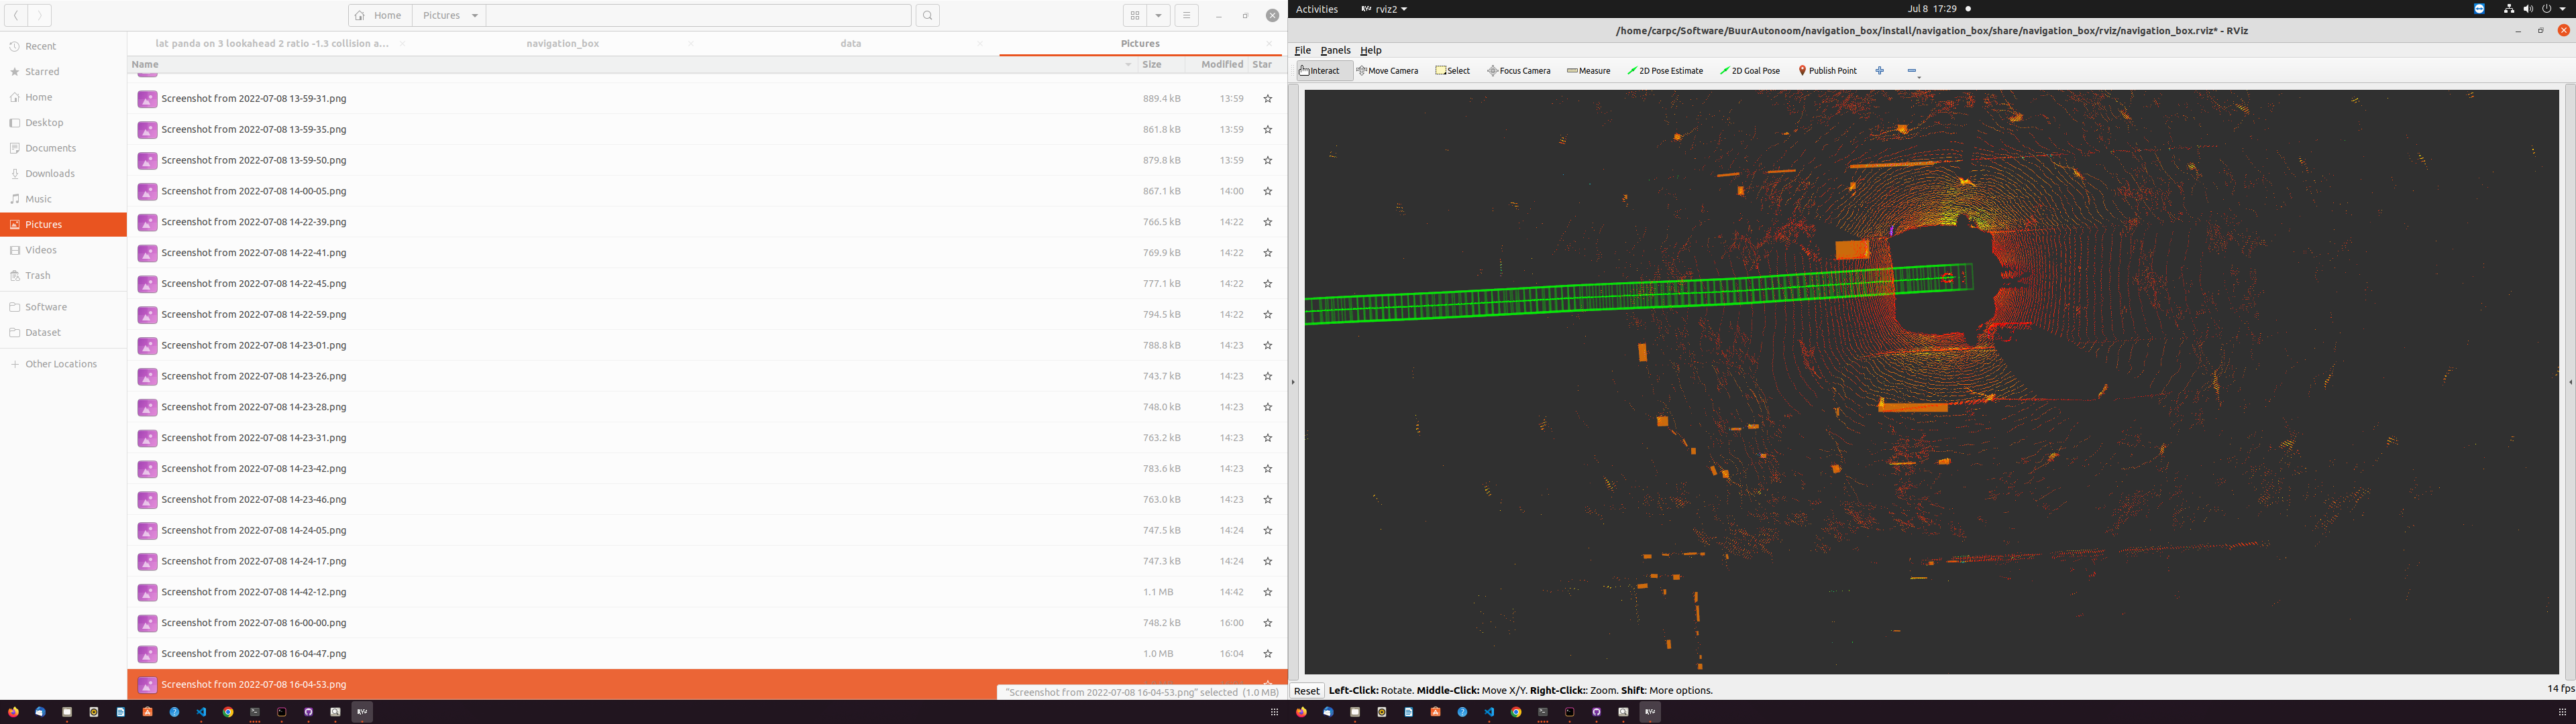 Home
Pictures
lat panda on 3 lookahead 2 ratio -1.3 collision a...
navigation_box
data
Pictures
Name
Size
Modified
Star
Recent
Starred
Home
Desktop
Documents
Downloads
Music
Pictures
Videos
Trash
Software
Dataset
Other Locations
Screenshot from 2022-07-08 13-59-31.png 889.4 kB 13:59
Screenshot from 2022-07-08 13-59-35.png 861.8 kB 13:59
Screenshot from 2022-07-08 13-59-50.png 879.8 kB 13:59
Screenshot from 2022-07-08 14-00-05.png 867.1 kB 14:00
Screenshot from 2022-07-08 14-22-39.png 766.5 kB 14:22
Screenshot from 2022-07-08 14-22-41.png 769.9 kB 14:22
Screenshot from 2022-07-08 14-22-45.png 777.1 kB 14:22
Screenshot from 2022-07-08 14-22-59.png 794.5 kB 14:22
Screenshot from 2022-07-08 14-23-01.png 788.8 kB 14:23
Screenshot from 2022-07-08 14-23-26.png 743.7 kB 14:23
Screenshot from 2022-07-08 14-23-28.png 748.0 kB 14:23
Screenshot from 2022-07-08 14-23-31.png 763.2 kB 14:23
Screenshot from 2022-07-08 14-23-42.png 783.6 kB 14:23
Screenshot from 2022-07-08 14-23-46.png 763.0 kB 14:23
Screenshot from 2022-07-08 14-24-05.png 747.5 kB 14:24
Screenshot from 2022-07-08 14-24-17.png 747.3 kB 14:24
Screenshot from 2022-07-08 14-42-12.png 1.1 MB 14:42
Screenshot from 2022-07-08 16-00-00.png 748.2 kB 16:00
Screenshot from 2022-07-08 16-04-47.png 1.0 MB 16:04
Screenshot from 2022-07-08 16-04-53.png
"Screenshot from 2022-07-08 16-04-53.png" selected (1.0 MB)
Activities
RViz rviz2
Jul 8 17:29
/home/carpc/Software/BuurAutonoom/navigation_box/install/navigation_box/share/navigation_box/rviz/navigation_box.rviz* - RViz
File Panels Help
Interact Move Camera Select Focus Camera Measure 2D Pose Estimate 2D Goal Pose Publish Point
Reset Left-Click: Rotate. Middle-Click: Move X/Y. Right-Click:: Zoom. Shift: More options.
14 fps
RViz
RViz